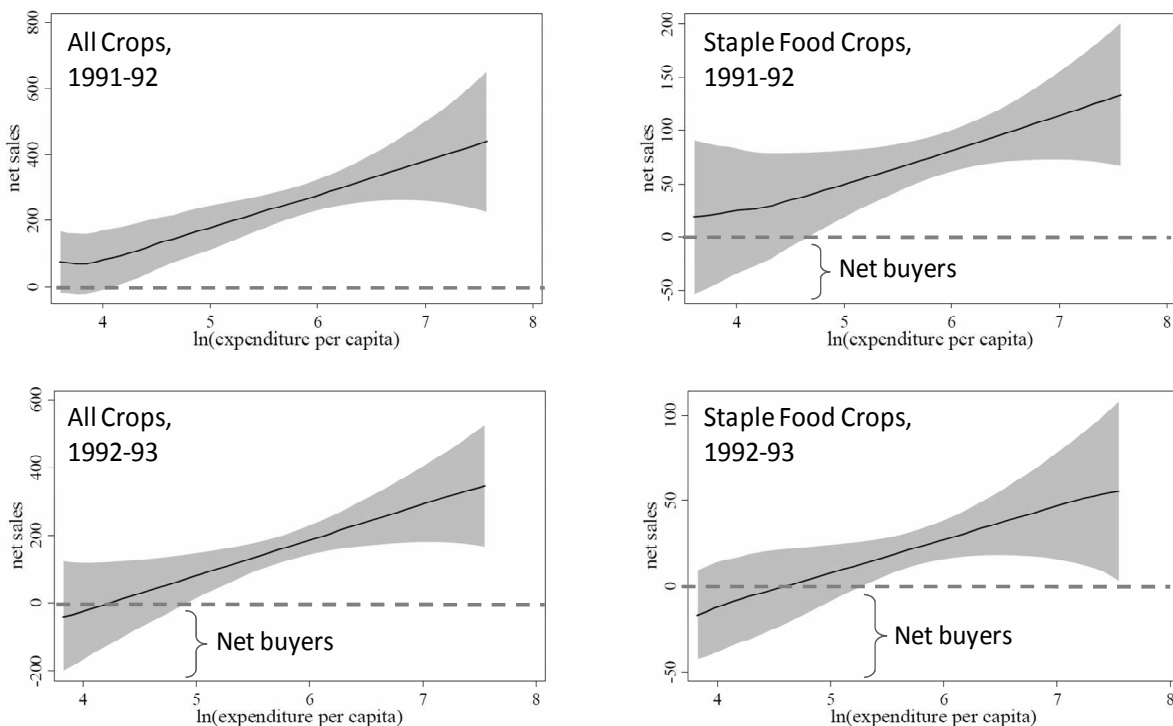 All Crops,
1991-92
net sales
800
600
400
200
0
4 5 6 7 8
ln(expenditure per capita)
Staple Food Crops,
1991-92
net sales
200
150
100
50
0
-50
Net buyers
4 5 6 7 8
ln(expenditure per capita)
All Crops,
1992-93
net sales
600
400
200
0
-200
Net buyers
4 5 6 7 8
ln(expenditure per capita)
Staple Food Crops,
1992-93
net sales
100
50
0
-50
Net buyers
4 5 6 7 8
ln(expenditure per capita)